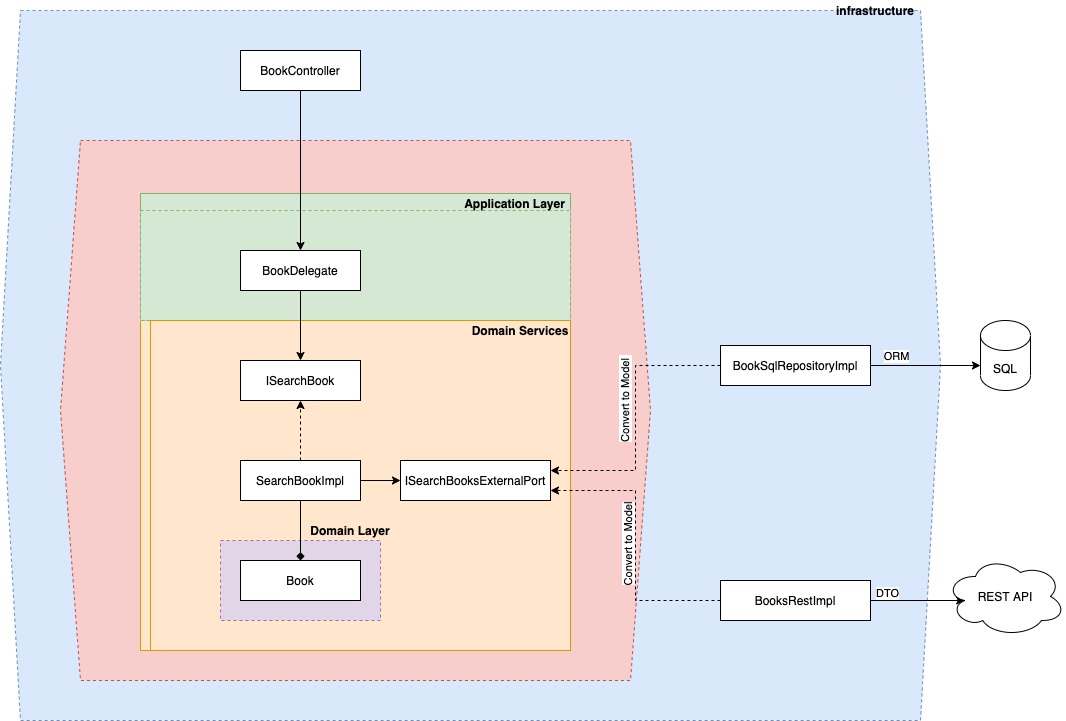 infrastructure
BookController
Application Layer
BookDelegate
Domain Services
ISearchBook
Convert to Model
BookSqlRepositoryImpl
ORM
SQL
SearchBookImpl
ISearchBooksExternalPort
Domain Layer
Convert to Model
Book
BooksRestImpl
DTO
REST API